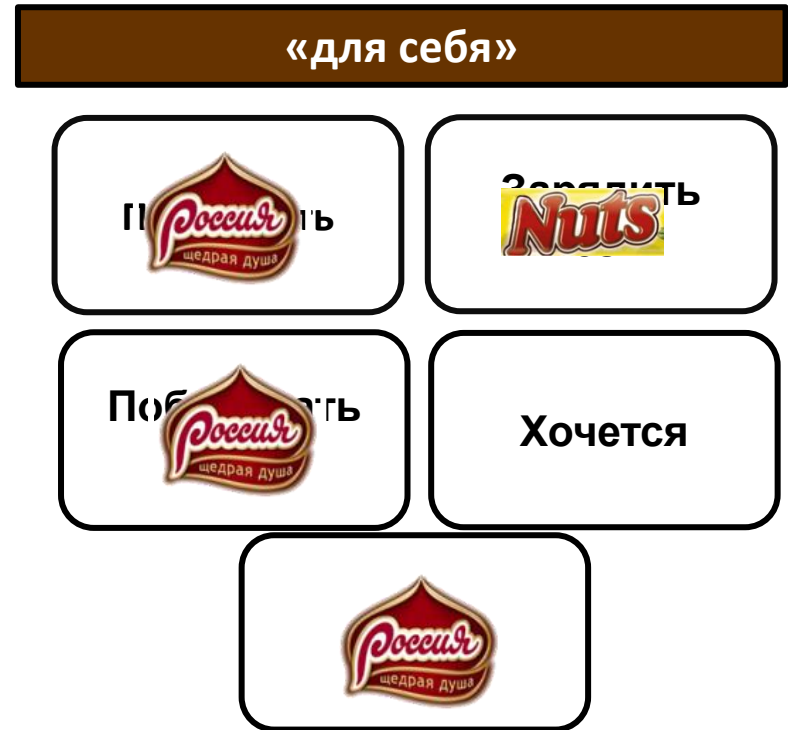 «для себя»
Россия
щедрая душа
Nuts
Россия
щедрая душа
Хочется
Россия
щедрая душа